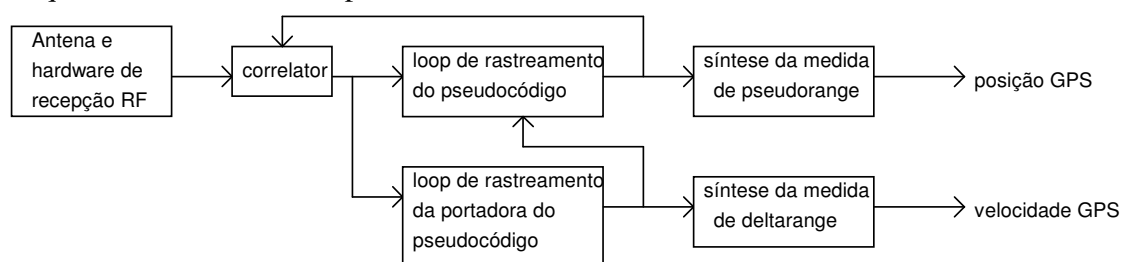 Antena e
hardware de
recepção RF
correlator
loop de rastreamento
do pseudocódigo
síntese da medida
de pseudorange
posição GPS
loop de rastreamento
da portadora do
pseudocódigo
síntese da medida
de deltarange
velocidade GPS